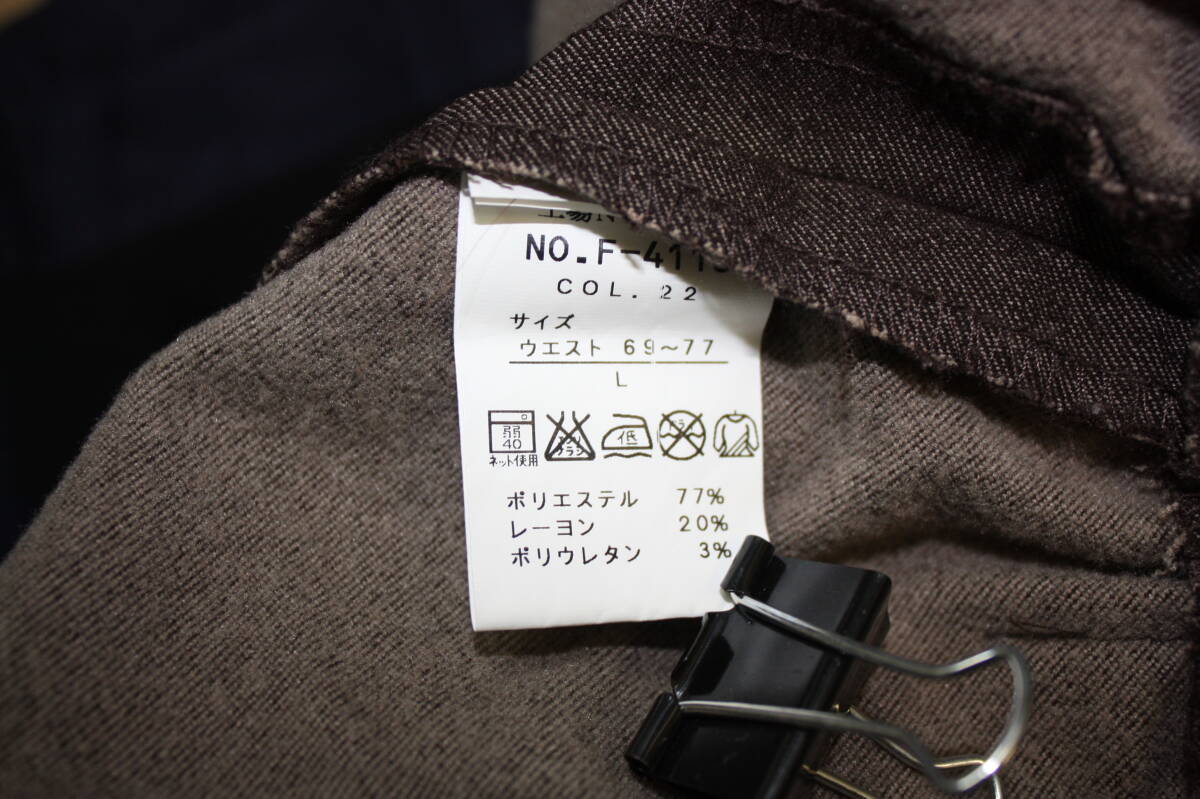 COL. 22
サイズ
ウエスト 69～77
L
弱
40
ネット使用
低
ポリエステル 77%
レーヨン 20%
ポリウレタン 3%